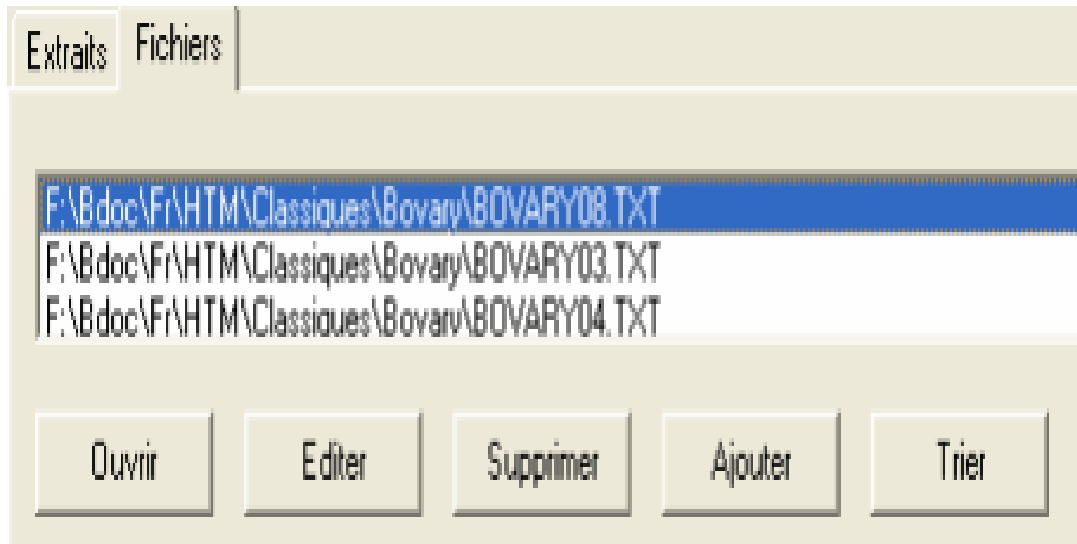 Extraits Fichiers
F:\Bdoc\Fr\HTM\Classiques\Bovary\BOVARY08.TXT
F:\Bdoc\Fr\HTM\Classiques\Bovary\BOVARY03.TXT
F:\Bdoc\Fr\HTM\Classiques\Bovary\BOVARY04.TXT
Ouvrir Editer Supprimer Ajouter Trier